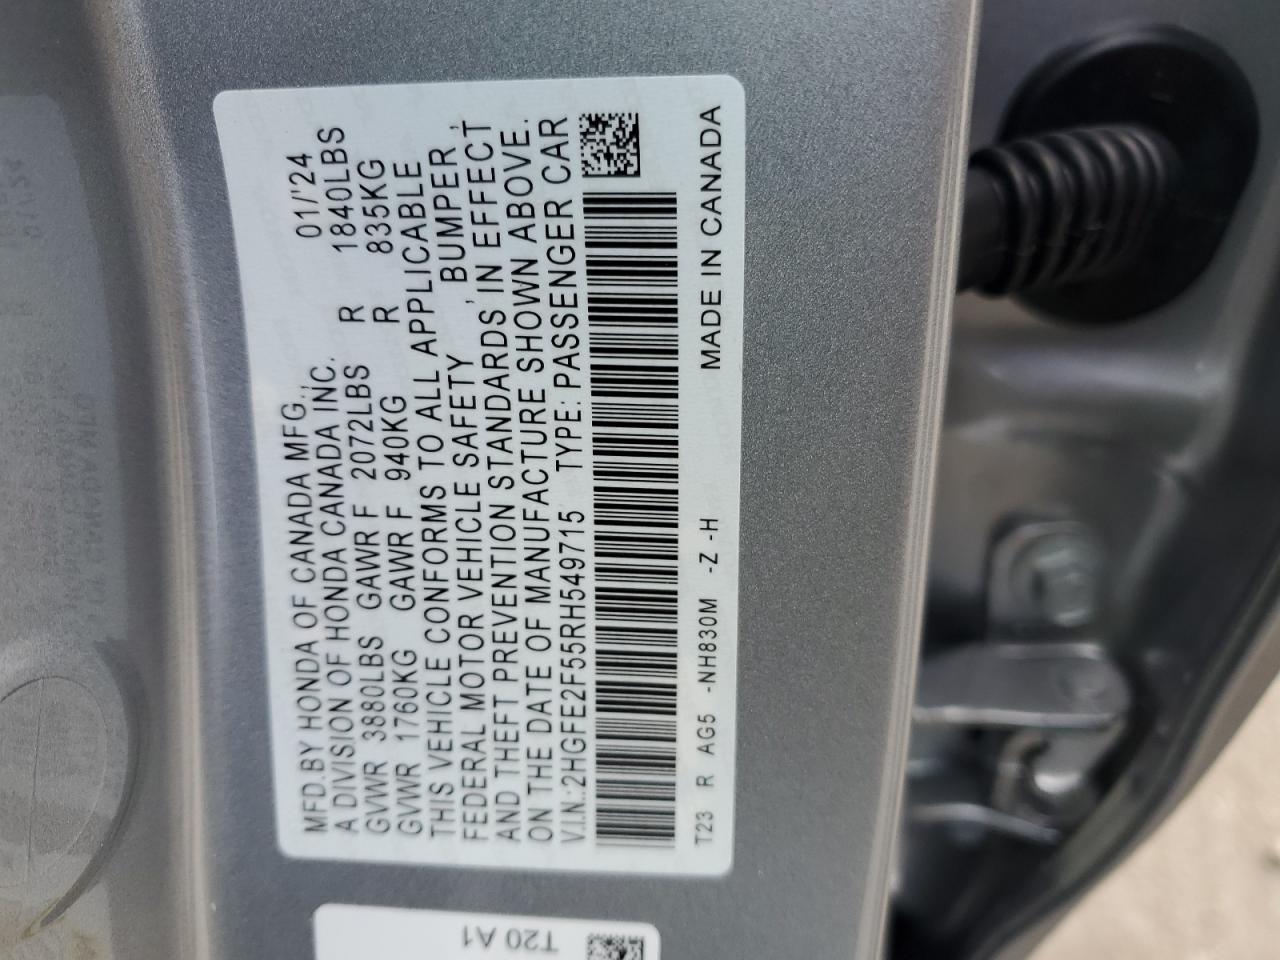 MFD.BY HONDA OF CANADA MFG., 01/'24
A DIVISION OF HONDA CANADA INC.
GVWR 3880LBS GAWR F 2072LBS R 1840LBS
GVWR 1760KG GAWR F 940KG R 835KG
THIS VEHICLE CONFORMS TO ALL APPLICABLE
FEDERAL MOTOR VEHICLE SAFETY , BUMPER ,
AND THEFT PREVENTION STANDARDS IN EFFECT
ON THE DATE OF MANUFACTURE SHOWN ABOVE.
V.I.N.:2HGFE2F55RH549715 TYPE: PASSENGER CAR
T23 R AG5 -NH830M -Z -H MADE IN CANADA
T20 A1